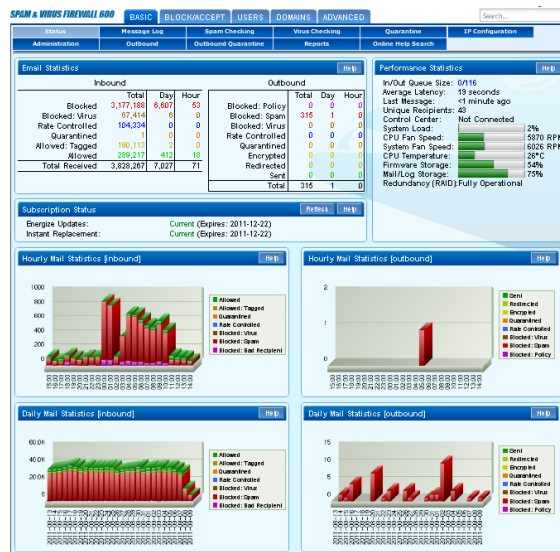 SPAM & VIRUS FIREWALL 600
BASIC BLOCK/ACCEPT USERS DOMAINS ADVANCED
Search...
Status Message Log Spam Checking Virus Checking Quarantine IP Configuration
Administration Outbound Outbound Quarantine Reports Online Help Search
Email Statistics Help
Inbound Outbound
Total Day Hour Total Day Hour
Blocked 3,177,188 6,607 53 Blocked: Policy 0 0 0
Blocked: Virus 67,414 6 0 Blocked: Spam 315 1 0
Rate Controlled 104,334 0 0 Blocked: Virus 0 0 0
Quarantined 1 0 0 Rate Controlled 0 0 0
Allowed: Tagged 190,113 2 0 Quarantined 0 0 0
Allowed 289,217 412 18 Encrypted 0 0 0
Total Received 3,828,267 7,027 71 Redirected 0 0 0
Sent 0 0 0
Total 315 1 0
Performance Statistics Help
In/Out Queue Size: 0/116
Average Latency: 19 seconds
Last Message: <1 minute ago
Unique Recipients: 43
Control Center: Not Connected
System Load: 2%
CPU Fan Speed: 5870 RPM
System Fan Speed: 6026 RPM
CPU Temperature: 26°C
Firmware Storage: 54%
Mail/Log Storage: 75%
Redundancy (RAID): Fully Operational
Subscription Status Refresh Help
Energize Updates: Current (Expires: 2011-12-22)
Instant Replacement: Current (Expires: 2011-12-22)
Hourly Mail Statistics [inbound] Help
1000
800
600
400
200
0
Allowed
Allowed: Tagged
Quarantined
Rate Controlled
Blocked: Virus
Blocked: Spam
Blocked: Bad Recipient
Hourly Mail Statistics [outbound] Help
2
1
0
Sent
Redirected
Encrypted
Quarantined
Rate Controlled
Blocked: Virus
Blocked: Spam
Blocked: Policy
Daily Mail Statistics [inbound] Help
60.0K
40.0K
20.0K
0
Allowed
Allowed: Tagged
Quarantined
Rate Controlled
Blocked: Virus
Blocked: Spam
Blocked: Bad Recipient
Daily Mail Statistics [outbound] Help
15
10
5
0
Sent
Redirected
Encrypted
Quarantined
Rate Controlled
Blocked: Virus
Blocked: Spam
Blocked: Policy